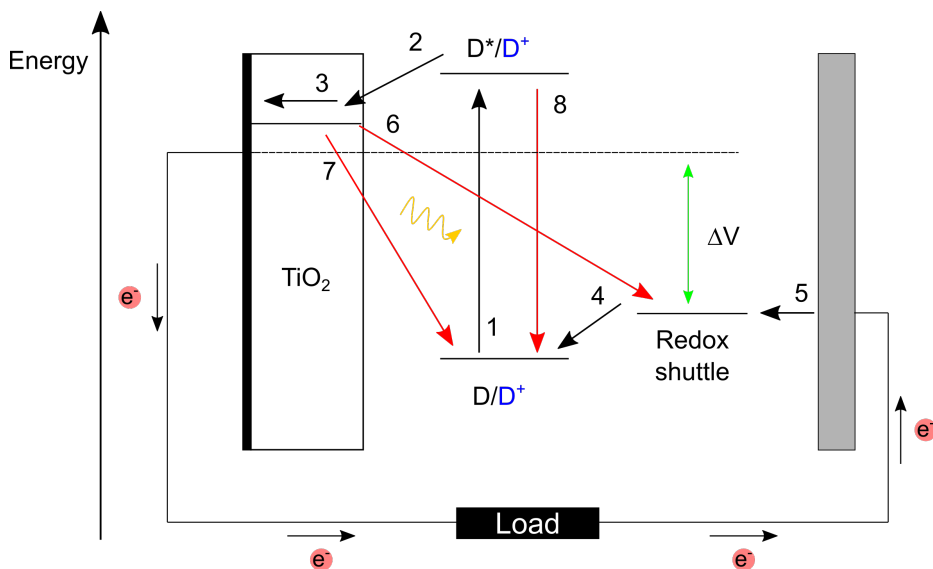 2
D*/D⁺
Energy
3
6
8
7
ΔV
TiO₂
e⁻
4
5
1
Redox
shuttle
D/D⁺
e⁻
Load
e⁻
e⁻